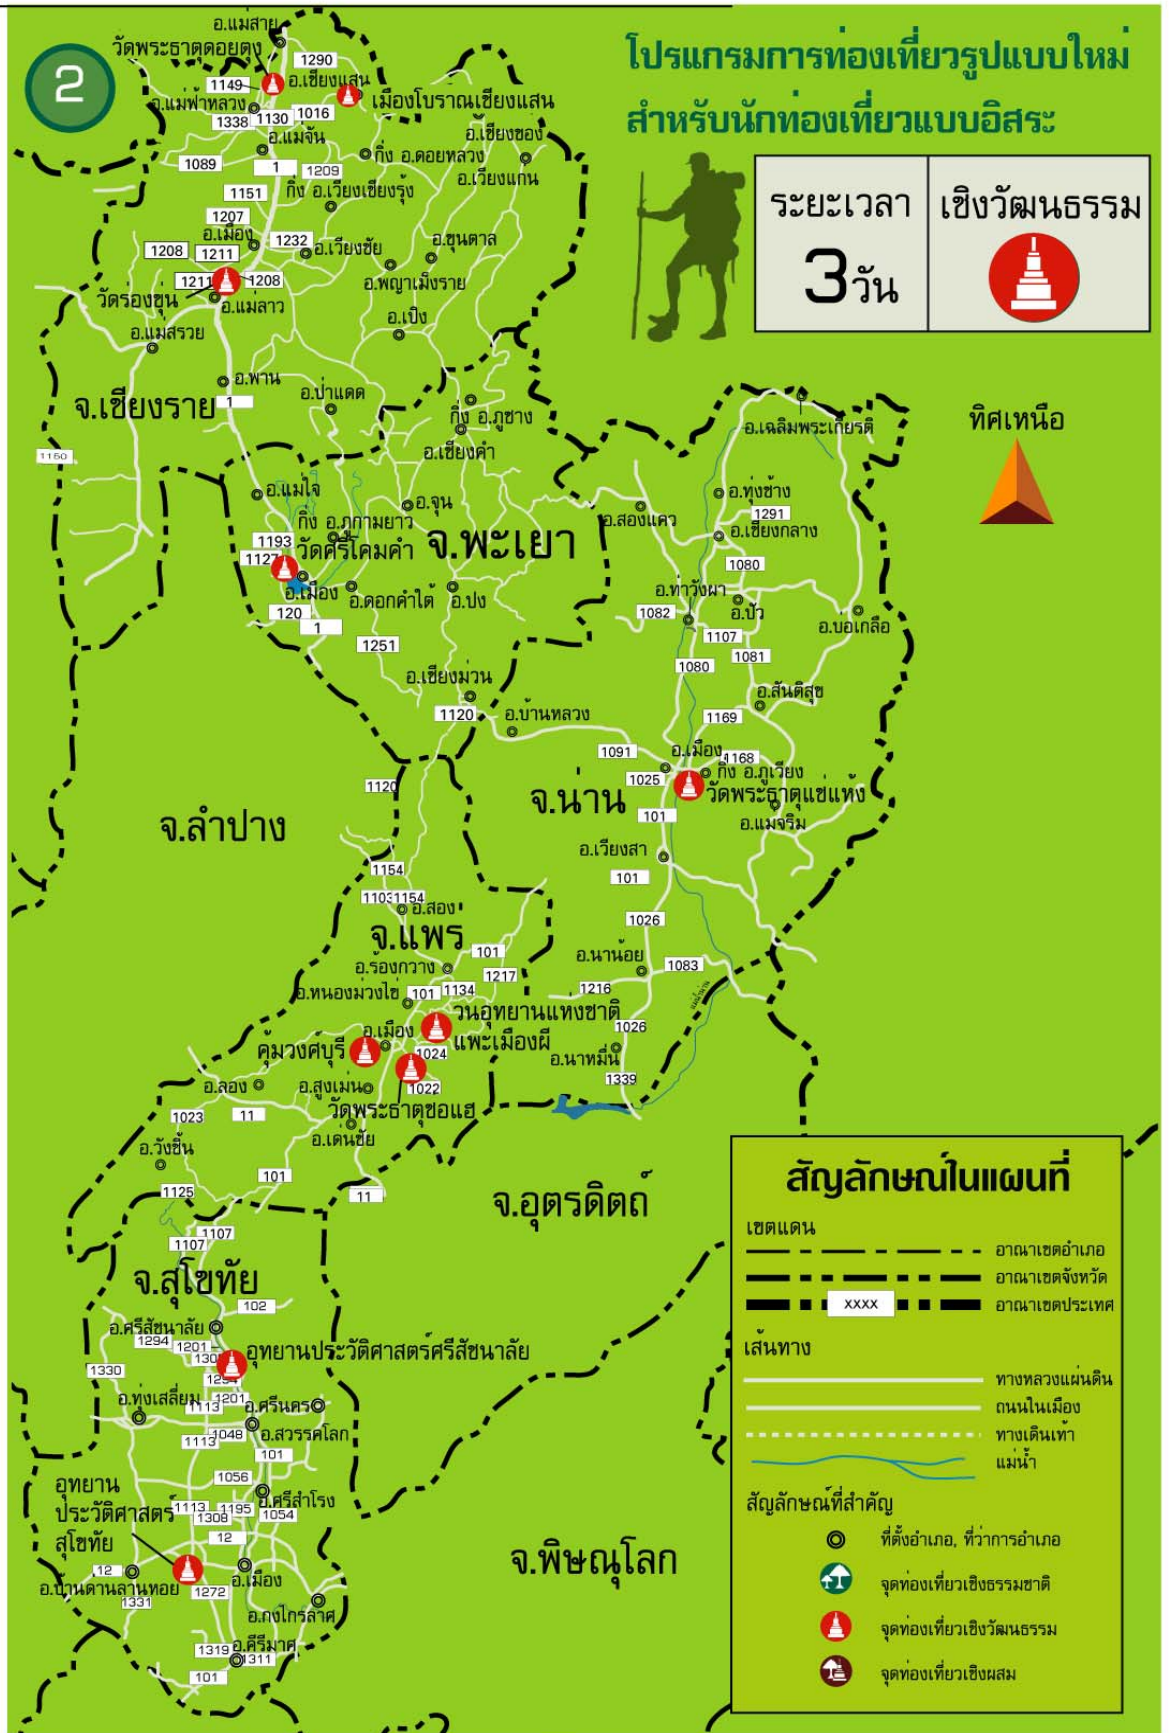 2
โปรแกรมการท่องเที่ยวรูปแบบใหม่
สำหรับนักท่องเที่ยวแบบอิสระ
ระยะเวลา
3 วัน
เชิงวัฒนธรรม
ทิศเหนือ
อ.แม่สาย
วัดพระธาตุดอยตุง
1290
1149
อ.เชียงแสน
เมืองโบราณเชียงแสน
อ.แม่ฟ้าหลวง
1338
1130
1016
อ.แม่จัน
อ.เชียงของ
กิ่ง อ.ดอยหลวง
1089
1
1209
อ.เวียงแก่น
1151
กิ่ง อ.เวียงเชียงรุ้ง
1207
อ.เมือง
1232
อ.เวียงชัย
อ.ขุนตาล
1208
1211
1211
1208
อ.พญาเม็งราย
วัดร่องขุ่น
อ.แม่ลาว
อ.เปิง
อ.แม่สรวย
อ.พาน
จ.เชียงราย
1
อ.ป่าแดด
กิ่ง อ.ภูซาง
อ.เชียงคำ
1150
อ.แม่ใจ
อ.จุน
กิ่ง อ.ภูกามยาว
1193
จ.พะเยา
1127
วัดศรีโคมคำ
อ.เมือง
อ.ดอกคำใต้
อ.ปง
120
1
1251
อ.เชียงม่วน
1120
อ.บ้านหลวง
อ.เฉลิมพระเกียรติ
อ.สองแคว
อ.ทุ่งช้าง
1291
อ.เชียงกลาง
1080
อ.ท่าวังผา
1082
อ.ปัว
อ.บ่อเกลือ
1107
1080
1081
อ.สันติสุข
1169
1091
อ.เมือง
1168
1025
กิ่ง อ.ภูเวียง
จ.น่าน
วัดพระธาตุแช่แห้ง
101
อ.แม่จริม
อ.เวียงสา
101
1026
อ.นาน้อย
1083
1216
แม่น้ำน่าน
1026
อ.นาหมื่น
1339
จ.ลำปาง
1120
1154
1103
1154
อ.สอง
จ.แพร่
101
อ.ร้องกวาง
1217
อ.หนองม่วงไข่
101
1134
วนอุทยานแห่งชาติ
แพะเมืองผี
อ.เมือง
คุ้มวงศ์บุรี
1024
อ.ลอง
อ.สูงเม่น
1022
วัดพระธาตุช่อแฮ
1023
11
อ.เด่นชัย
อ.วังชิ้น
101
1125
11
จ.อุตรดิตถ์
1107
1107
จ.สุโขทัย
102
อ.ศรีสัชนาลัย
1294
1201
อุทยานประวัติศาสตร์ศรีสัชนาลัย
1330
อ.ทุ่งเสลี่ยม
1201
1113
อ.ศรีนคร
1048
อ.สวรรคโลก
1113
101
1056
อุทยาน
ประวัติศาสตร์
สุโขทัย
อ.ศรีสำโรง
1113
1195
1308
1054
12
12
อ.บ้านด่านลานหอย
อ.เมือง
1272
1331
อ.กงไกรลาศ
1319
อ.คีรีมาศ
1311
101
จ.พิษณุโลก
สัญลักษณ์ในแผนที่
เขตแดน
อาณาเขตอำเภอ
อาณาเขตจังหวัด
xxxx
อาณาเขตประเทศ
เส้นทาง
ทางหลวงแผ่นดิน
ถนนในเมือง
ทางเดินเท้า
แม่น้ำ
สัญลักษณ์ที่สำคัญ
ที่ตั้งอำเภอ, ที่ว่าการอำเภอ
จุดท่องเที่ยวเชิงธรรมชาติ
จุดท่องเที่ยวเชิงวัฒนธรรม
จุดท่องเที่ยวเชิงผสม